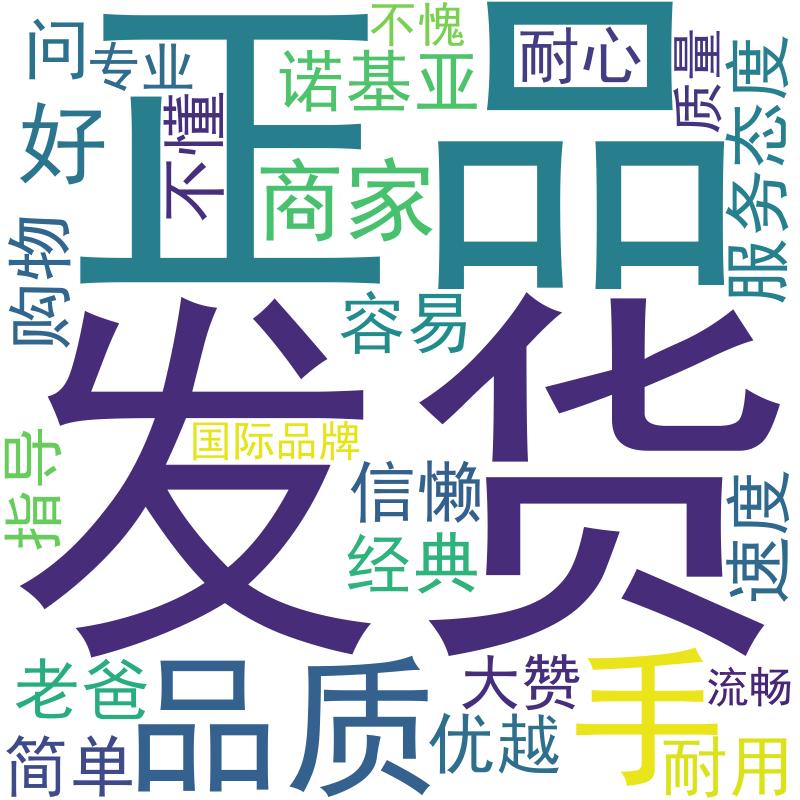 不愧
问
专业
诺基亚
耐心
质量
服务态度
正品
好
不懂
商家
购物
容易
发货
国际品牌
指导
信懒
速度
经典
老爸
品质
大赞
手
流畅
优越
简单
耐用